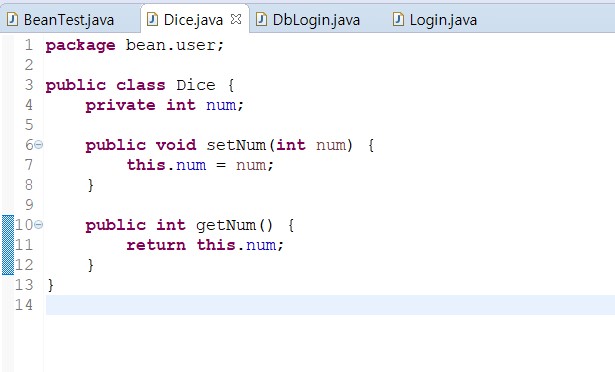 BeanTest.java Dice.java DbLogin.java Login.java
1 package bean.user;
2
3 public class Dice {
4     private int num;
5
6     public void setNum(int num) {
7         this.num = num;
8     }
9
10     public int getNum() {
11         return this.num;
12     }
13 }
14